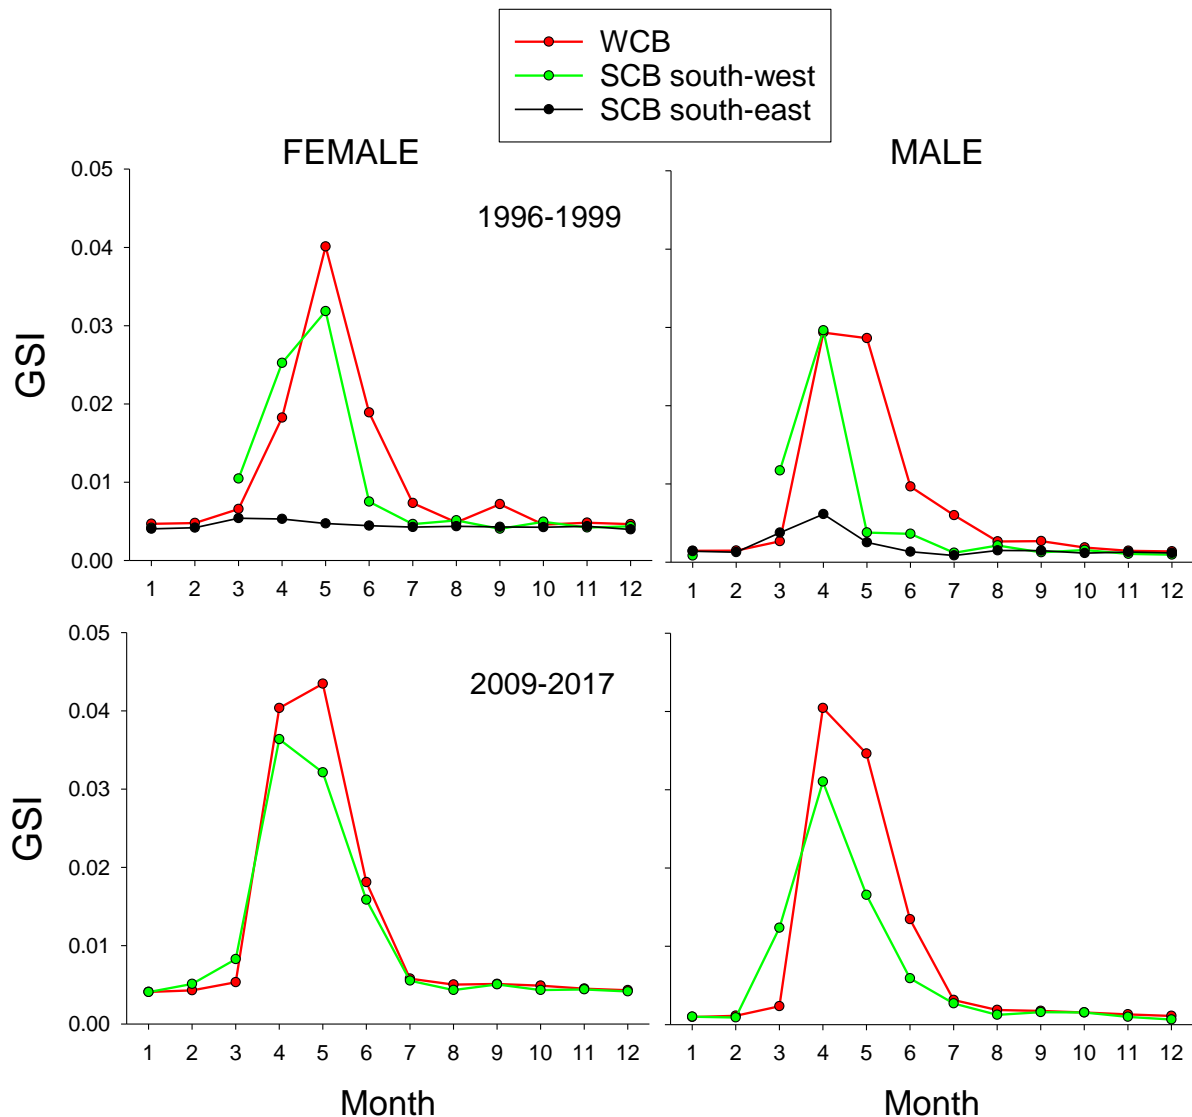 WCB
SCB south-west
SCB south-east
FEMALE
MALE
1996-1999
GSI
0.05
0.04
0.03
0.02
0.01
0.00
1 2 3 4 5 6 7 8 9 10 11 12
1 2 3 4 5 6 7 8 9 10 11 12
2009-2017
GSI
0.05
0.04
0.03
0.02
0.01
0.00
1 2 3 4 5 6 7 8 9 10 11 12
1 2 3 4 5 6 7 8 9 10 11 12
Month
Month